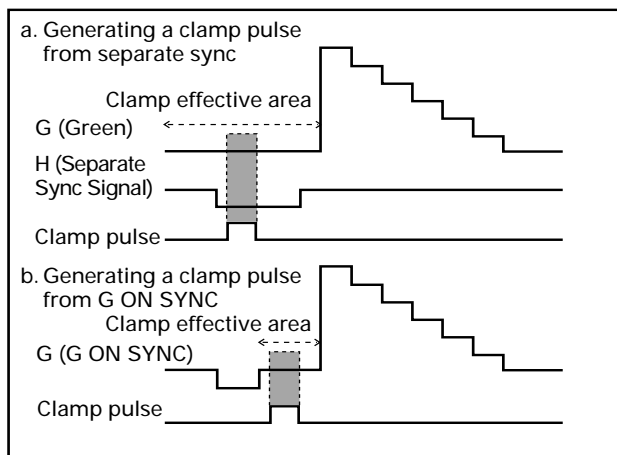 a. Generating a clamp pulse
from separate sync
Clamp effective area
G (Green)
H (Separate
Sync Signal)
Clamp pulse
b. Generating a clamp pulse
from G ON SYNC
Clamp effective area
G (G ON SYNC)
Clamp pulse